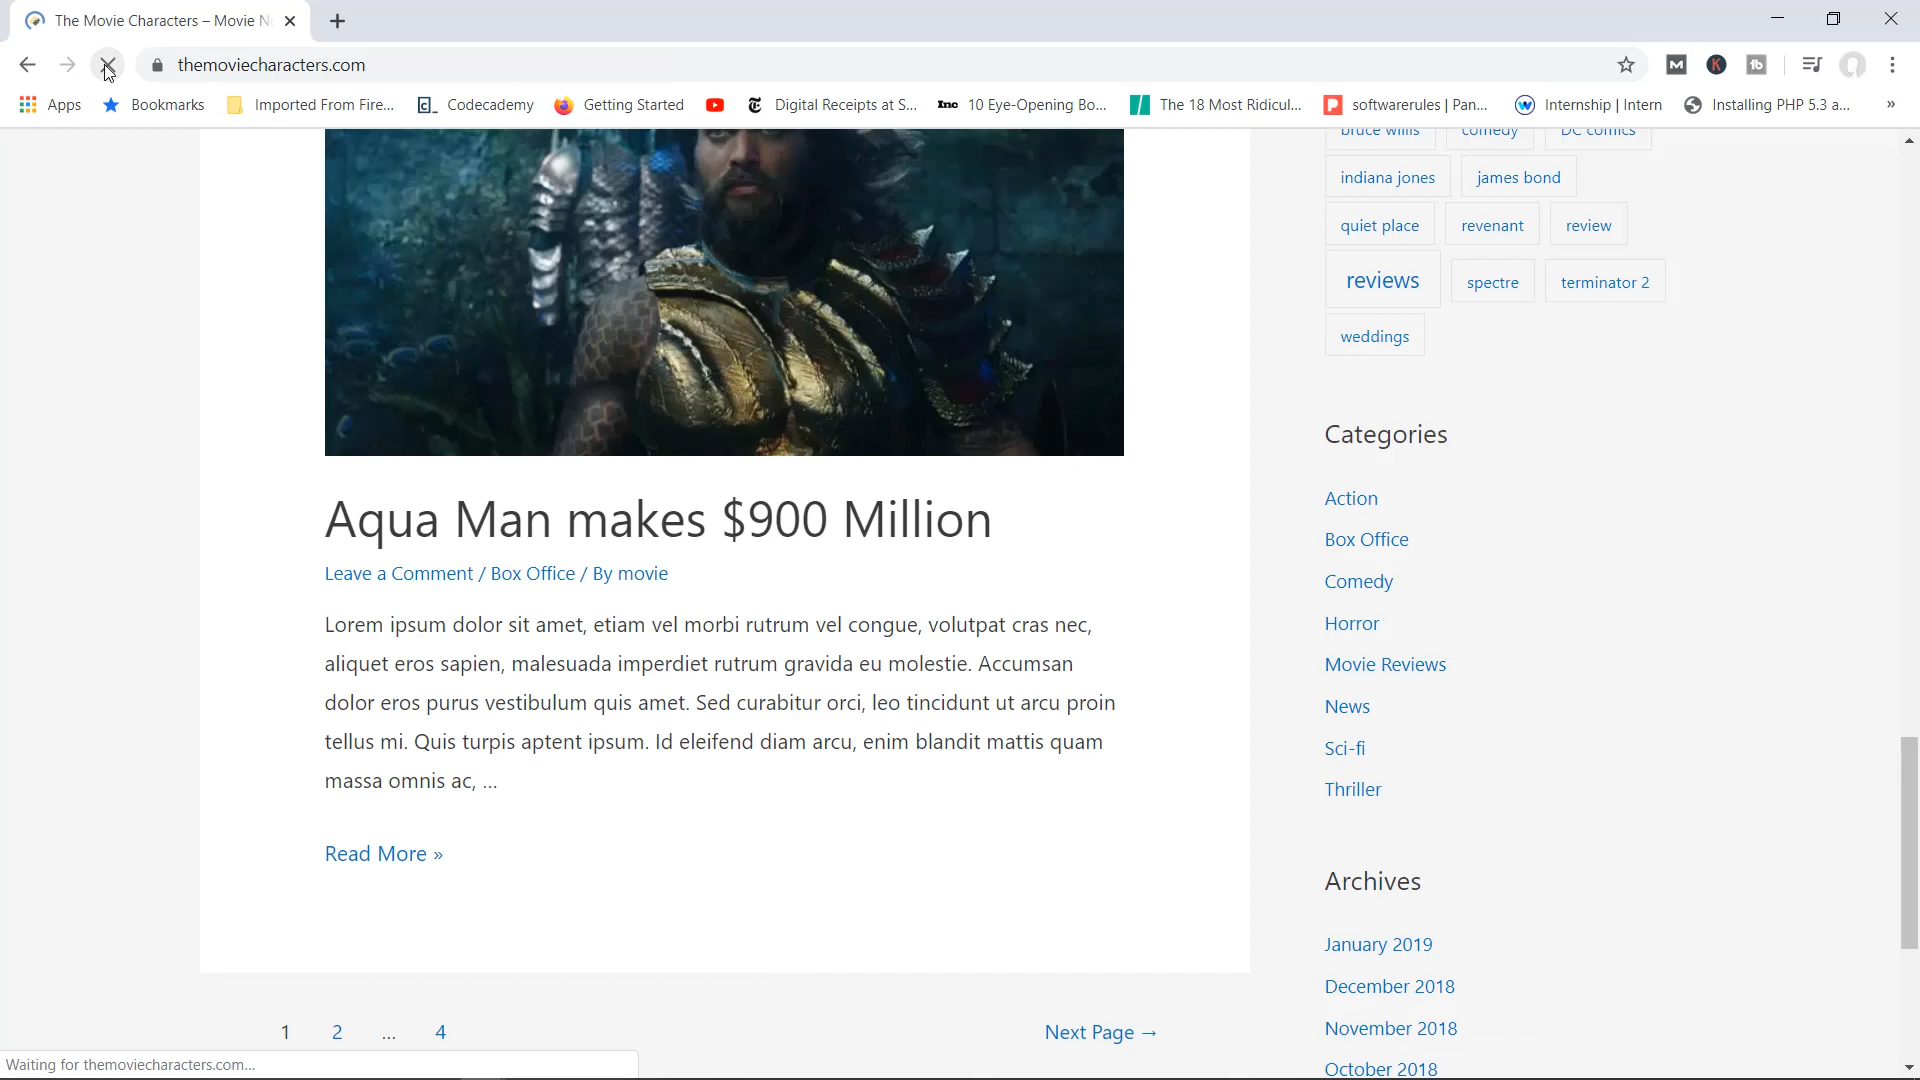 The Movie Characters – Movie N
themoviecharacters.com
Apps Bookmarks Imported From Fire... Codecademy Getting Started Digital Receipts at S... Inc 10 Eye-Opening Bo... The 18 Most Ridicul... softwarerules | Pan... Internship | Intern Installing PHP 5.3 a... »
bruce willis comedy DC comics
indiana jones james bond
quiet place revenant review
reviews spectre terminator 2
weddings
Aqua Man makes $900 Million
Leave a Comment / Box Office / By movie
Lorem ipsum dolor sit amet, etiam vel morbi rutrum vel congue, volutpat cras nec,
aliquet eros sapien, malesuada imperdiet rutrum gravida eu molestie. Accumsan
dolor eros purus vestibulum quis amet. Sed curabitur orci, leo tincidunt ut arcu proin
tellus mi. Quis turpis aptent ipsum. Id eleifend diam arcu, enim blandit mattis quam
massa omnis ac, ...
Read More »
1 2 ... 4 Next Page →
Categories
Action
Box Office
Comedy
Horror
Movie Reviews
News
Sci-fi
Thriller
Archives
January 2019
December 2018
November 2018
October 2018
Waiting for themoviecharacters.com...